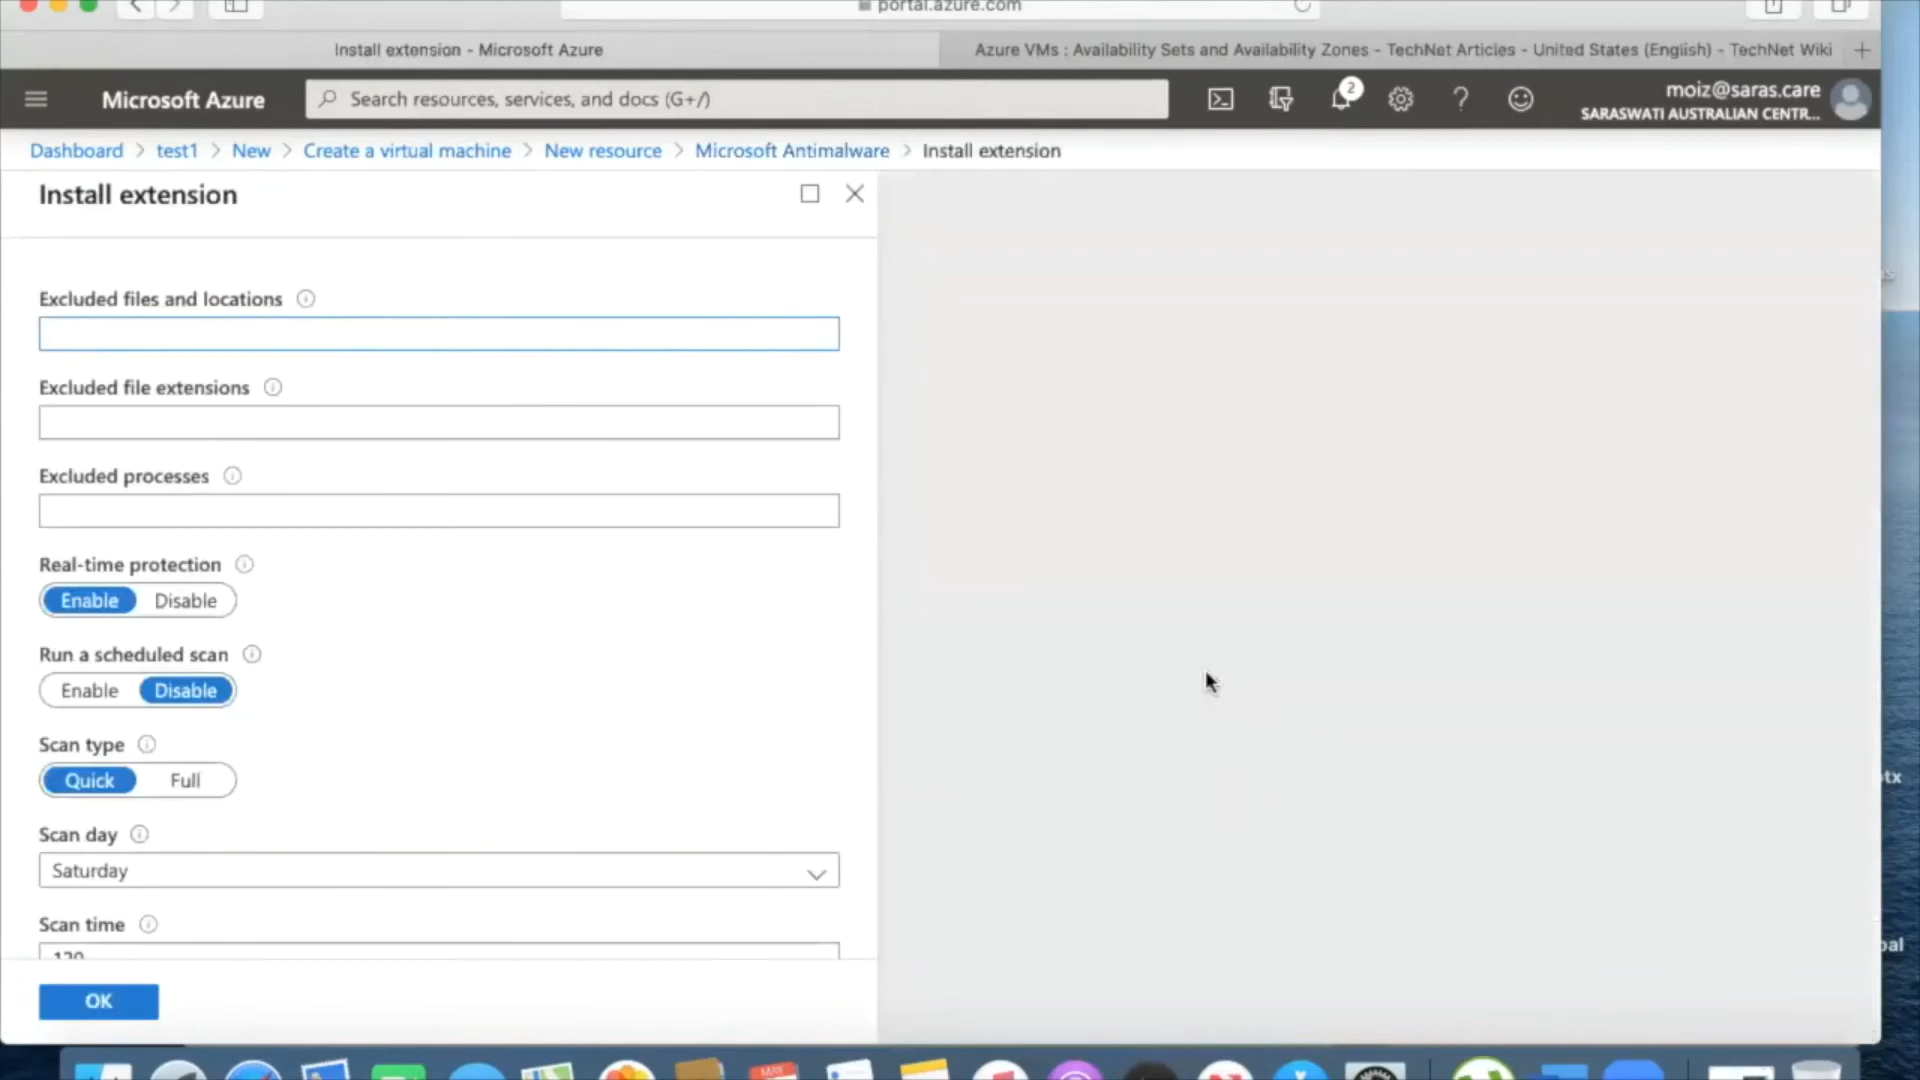 portal.azure.com
Install extension - Microsoft Azure
Azure VMs : Availability Sets and Availability Zones - TechNet Articles - United States (English) - TechNet Wiki
Microsoft Azure
Search resources, services, and docs (G+/)
2
moiz@saras.care
SARASWATI AUSTRALIAN CENTR...
Dashboard > test1 > New > Create a virtual machine > New resource > Microsoft Antimalware > Install extension
Install extension
Excluded files and locations
Excluded file extensions
Excluded processes
Real-time protection
Enable Disable
Run a scheduled scan
Enable Disable
Scan type
Quick Full
Scan day
Saturday
Scan time
120
OK
MAY